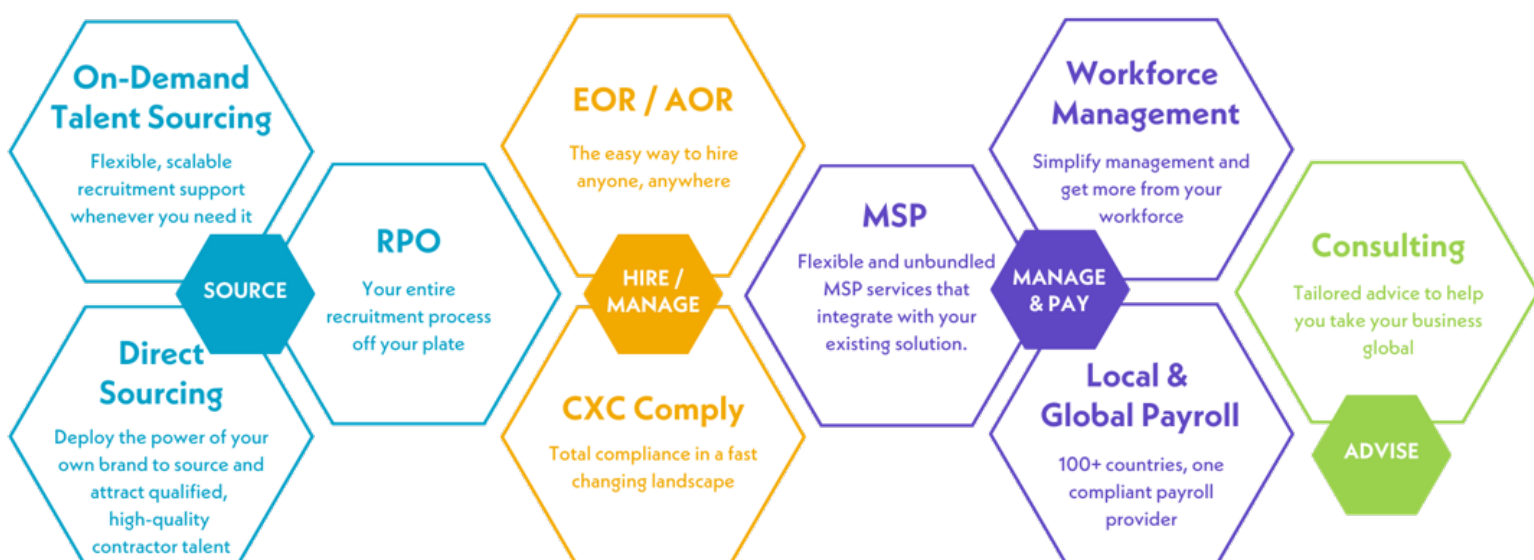 On-Demand
Talent Sourcing
Flexible, scalable
recruitment support
whenever you need it
SOURCE
Direct
Sourcing
Deploy the power of your
own brand to source and
attract qualified,
high-quality
contractor talent
RPO
Your entire
recruitment process
off your plate
EOR / AOR
The easy way to hire
anyone, anywhere
HIRE /
MANAGE
CXC Comply
Total compliance in a fast
changing landscape
MSP
Flexible and unbundled
MSP services that
integrate with your
existing solution.
Workforce
Management
Simplify management and
get more from your
workforce
MANAGE
& PAY
Local &
Global Payroll
100+ countries, one
compliant payroll
provider
Consulting
Tailored advice to help
you take your business
global
ADVISE